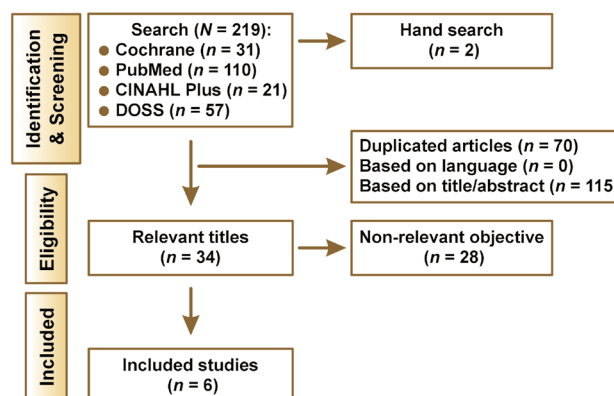 Identification
& Screening
Search (N = 219):
● Cochrane (n = 31)
● PubMed (n = 110)
● CINAHL Plus (n = 21)
● DOSS (n = 57)
Hand search
(n = 2)
Duplicated articles (n = 70)
Based on language (n = 0)
Based on title/abstract (n = 115
Eligibility
Relevant titles
(n = 34)
Non-relevant objective
(n = 28)
Included
Included studies
(n = 6)